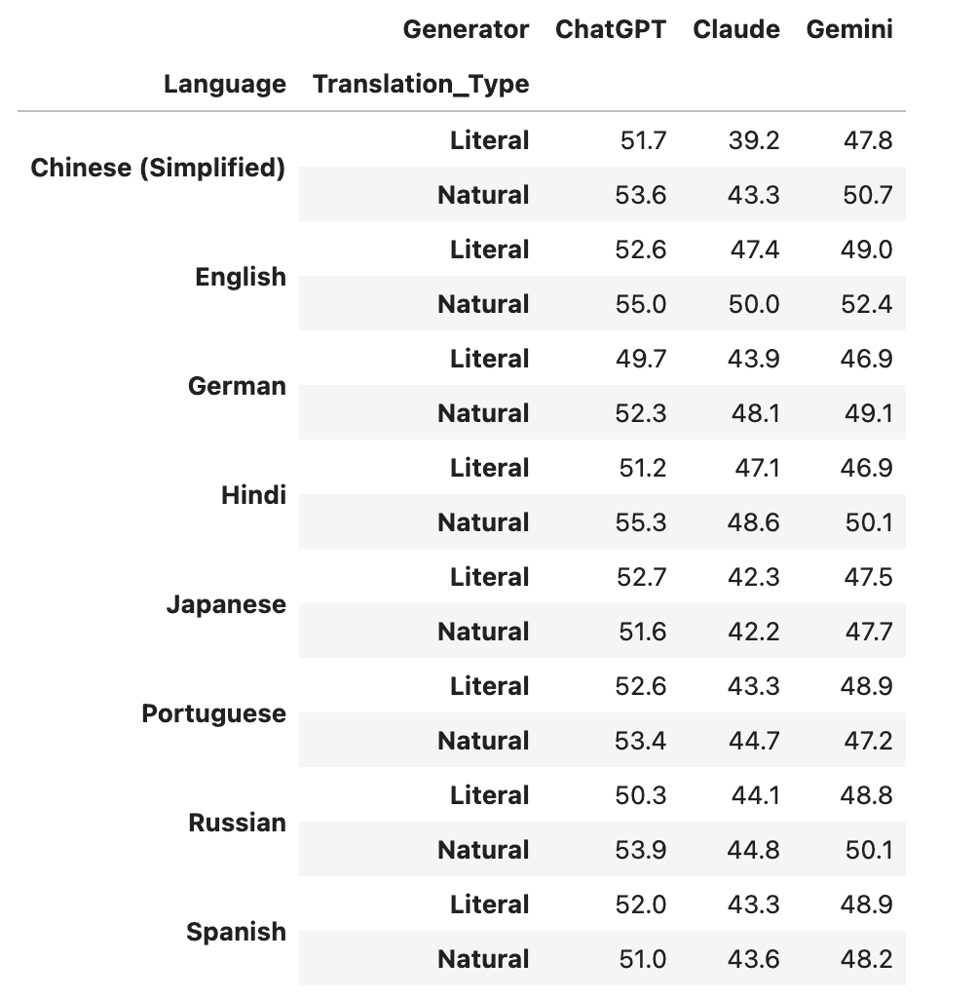 Generator ChatGPT Claude Gemini
Language Translation_Type
Chinese (Simplified) Literal 51.7 39.2 47.8
Natural 53.6 43.3 50.7
English Literal 52.6 47.4 49.0
Natural 55.0 50.0 52.4
German Literal 49.7 43.9 46.9
Natural 52.3 48.1 49.1
Hindi Literal 51.2 47.1 46.9
Natural 55.3 48.6 50.1
Japanese Literal 52.7 42.3 47.5
Natural 51.6 42.2 47.7
Portuguese Literal 52.6 43.3 48.9
Natural 53.4 44.7 47.2
Russian Literal 50.3 44.1 48.8
Natural 53.9 44.8 50.1
Spanish Literal 52.0 43.3 48.9
Natural 51.0 43.6 48.2